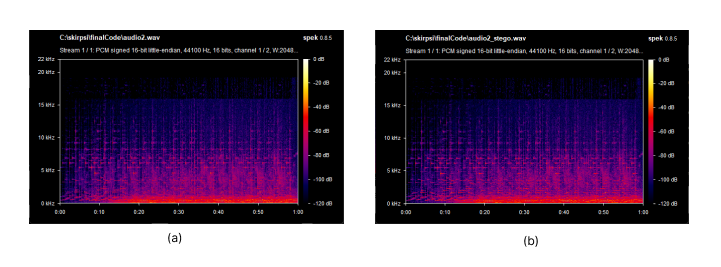 C:\skirpsi\finalCode\audio2.wav
spek 0.8.5
Stream 1 / 1: PCM signed 16-bit little-endian, 44100 Hz, 16 bits, channel 1 / 2, W:2048...
22 kHz
20 kHz
15 kHz
10 kHz
5 kHz
0 kHz
0:00 0:10 0:20 0:30 0:40 0:50 1:00
0 dB
-20 dB
-40 dB
-60 dB
-80 dB
-100 dB
-120 dB
(a)
C:\skirpsi\finalCode\audio2_stego.wav
spek 0.8.5
Stream 1 / 1: PCM signed 16-bit little-endian, 44100 Hz, 16 bits, channel 1 / 2, W:2048...
22 kHz
20 kHz
15 kHz
10 kHz
5 kHz
0 kHz
0:00 0:10 0:20 0:30 0:40 0:50 1:00
0 dB
-20 dB
-40 dB
-60 dB
-80 dB
-100 dB
-120 dB
(b)